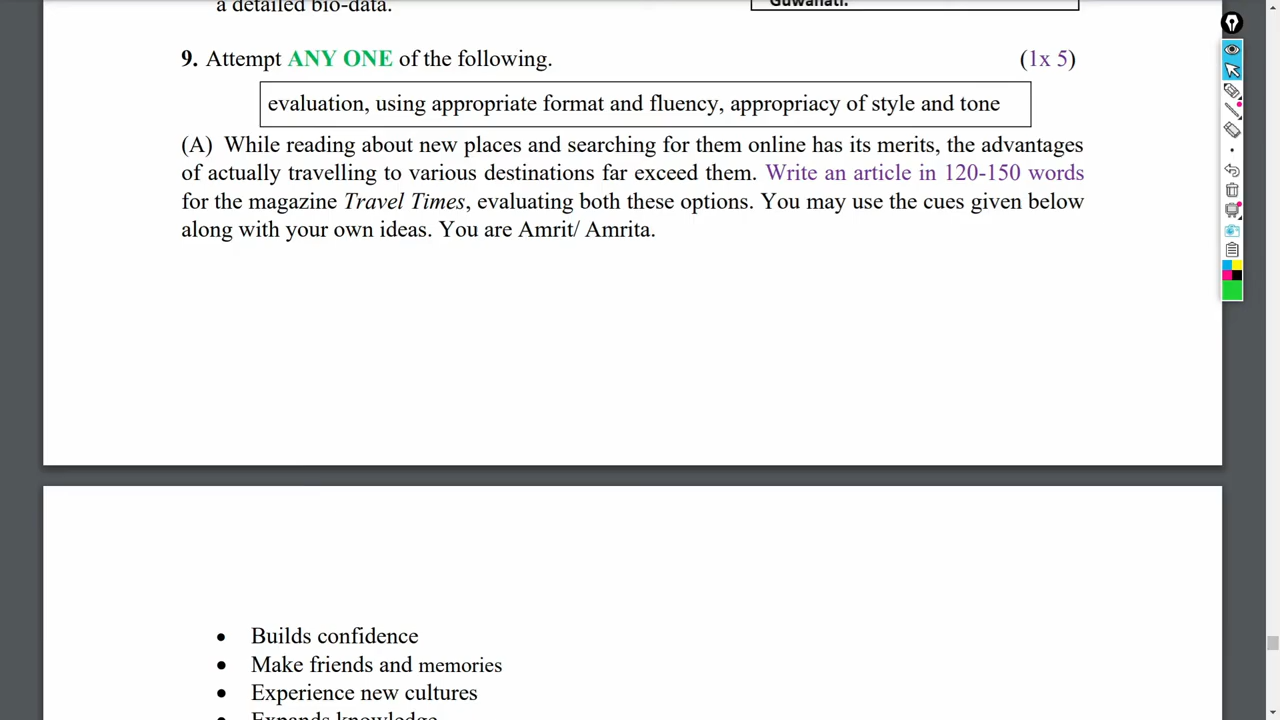 a detailed bio-data.
Guwahati.
9. Attempt ANY ONE of the following. (1x 5)
evaluation, using appropriate format and fluency, appropriacy of style and tone
(A) While reading about new places and searching for them online has its merits, the advantages
of actually travelling to various destinations far exceed them. Write an article in 120-150 words
for the magazine Travel Times, evaluating both these options. You may use the cues given below
along with your own ideas. You are Amrit/ Amrita.
• Builds confidence
• Make friends and memories
• Experience new cultures
• Expands knowledge